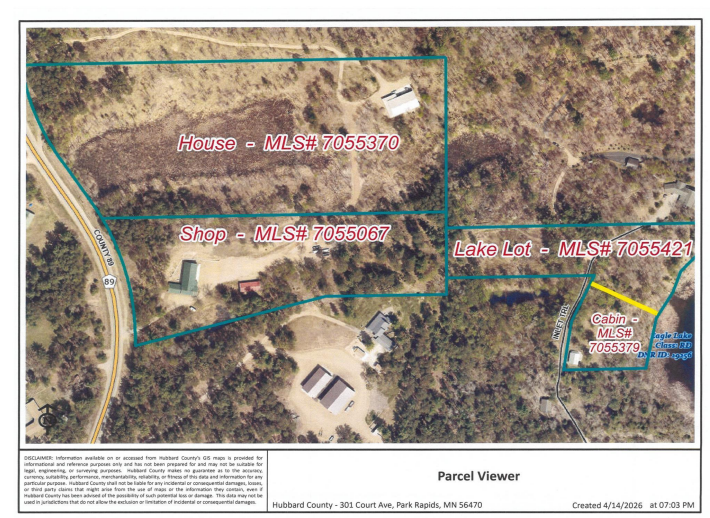 House - MLS# 7055370
COUNTY 89
89
Shop - MLS# 7055067
Lake Lot - MLS# 7055421
INLET TRL
Cabin -
MLS#
7055379
Eagle Lake
Class: RD
DNR ID:
DISCLAIMER: Information available on or accessed from Hubbard County's GIS maps is provided for
informational and reference purposes only and has not been prepared for and may not be suitable for
legal, engineering, or surveying purposes. Hubbard County makes no guarantee as to the accuracy,
currency, suitability, performance, merchantability, reliability, or fitness of this data and information for any
particular purpose. Hubbard County shall not be liable for any incidental or consequential damages, losses,
or third party claims that might arise from the use of maps or the information they contain, even if
Hubbard County has been advised of the possibility of such potential loss or damage. This data may not be
used in jurisdictions that do not allow the exclusion or limitation of incidental or consequential damages.
Parcel Viewer
Hubbard County - 301 Court Ave, Park Rapids, MN 56470
Created 4/14/2026 at 07:03 PM